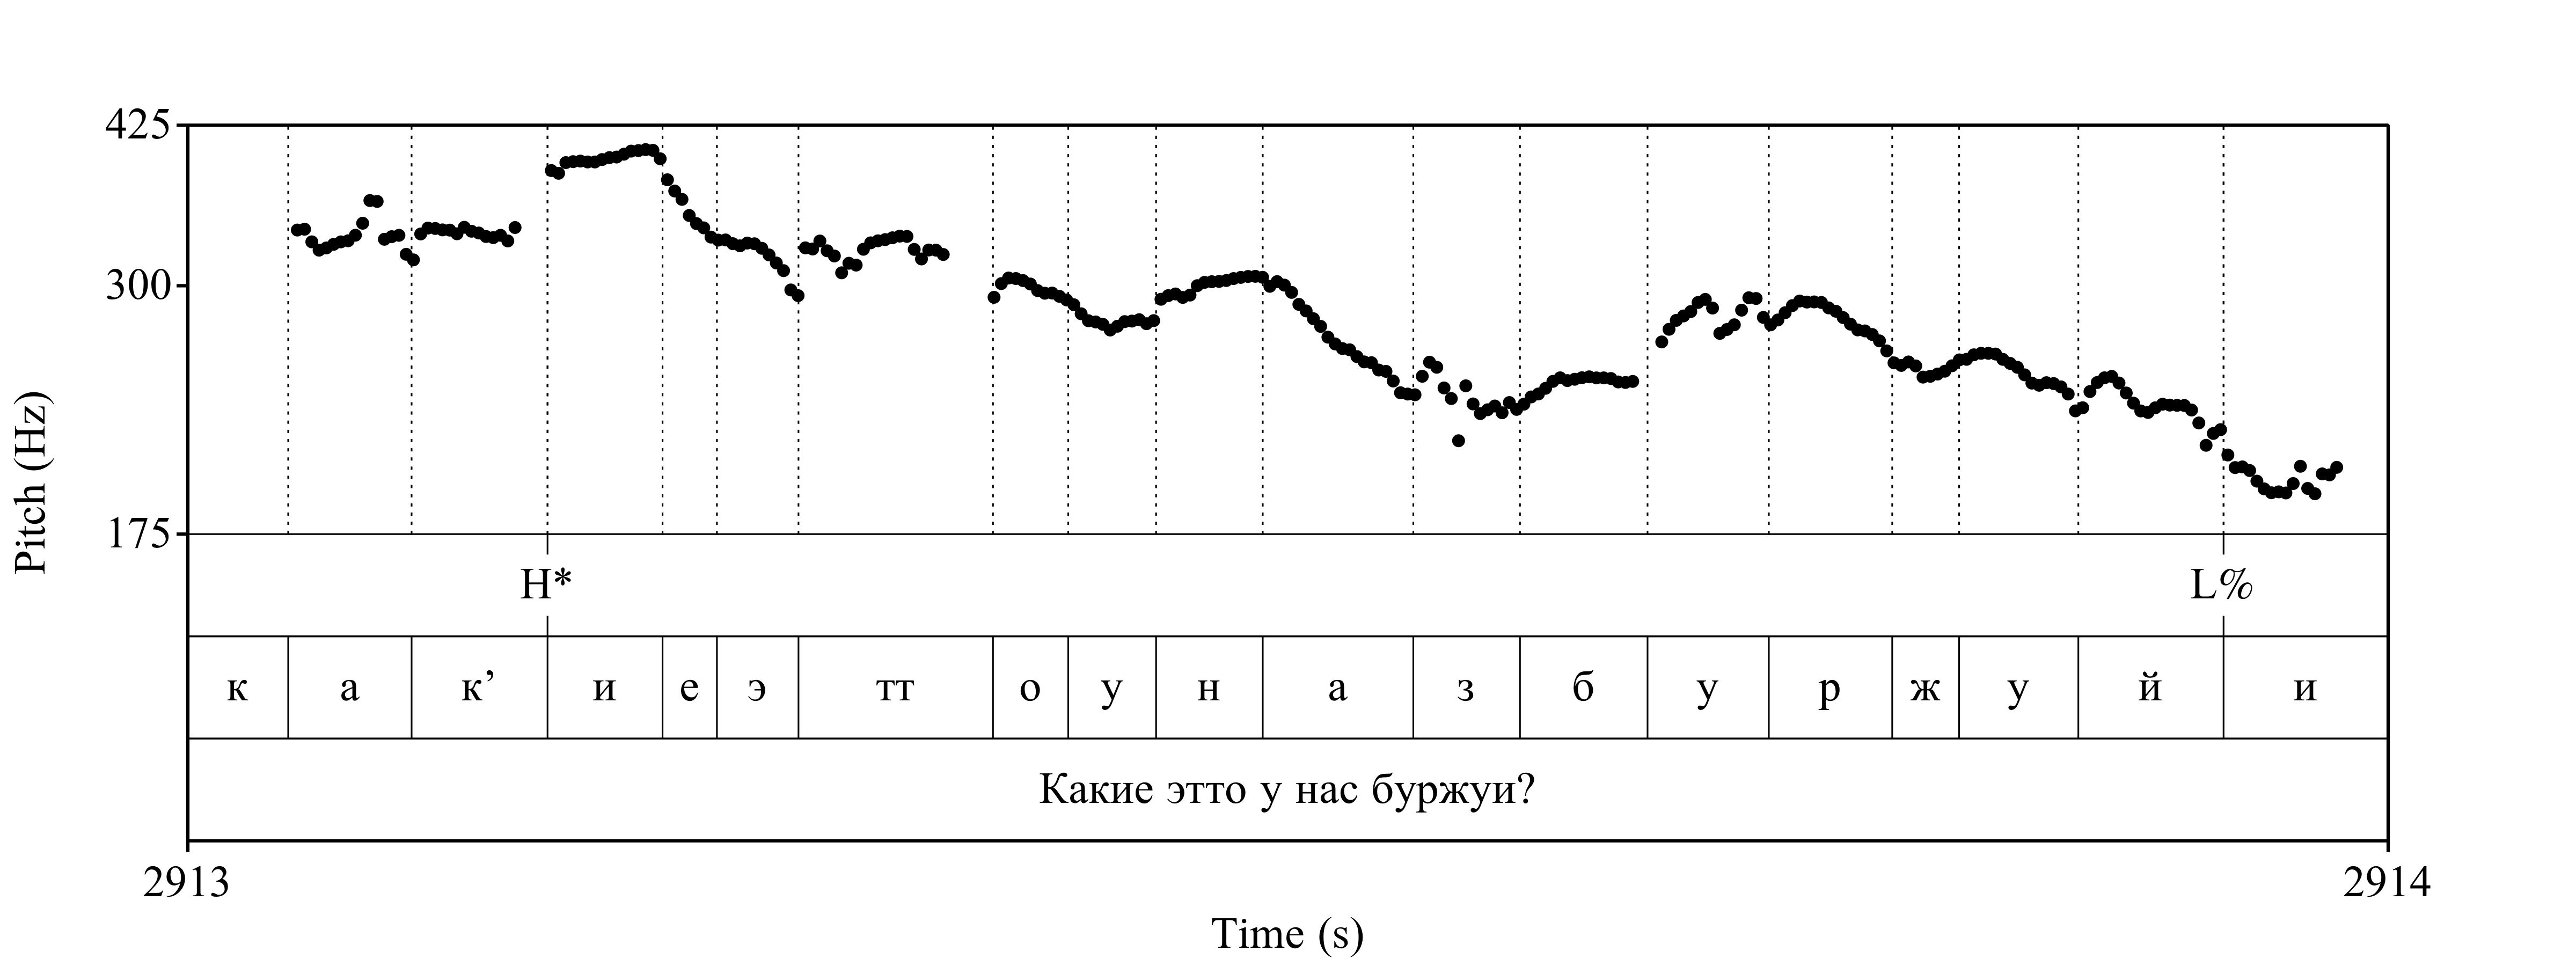 425
300
175
Pitch (Hz)
H* L%
к а к’ и е э тт о у н а з б у р ж у й и
Какие этто у нас буржуи?
2913 2914
Time (s)